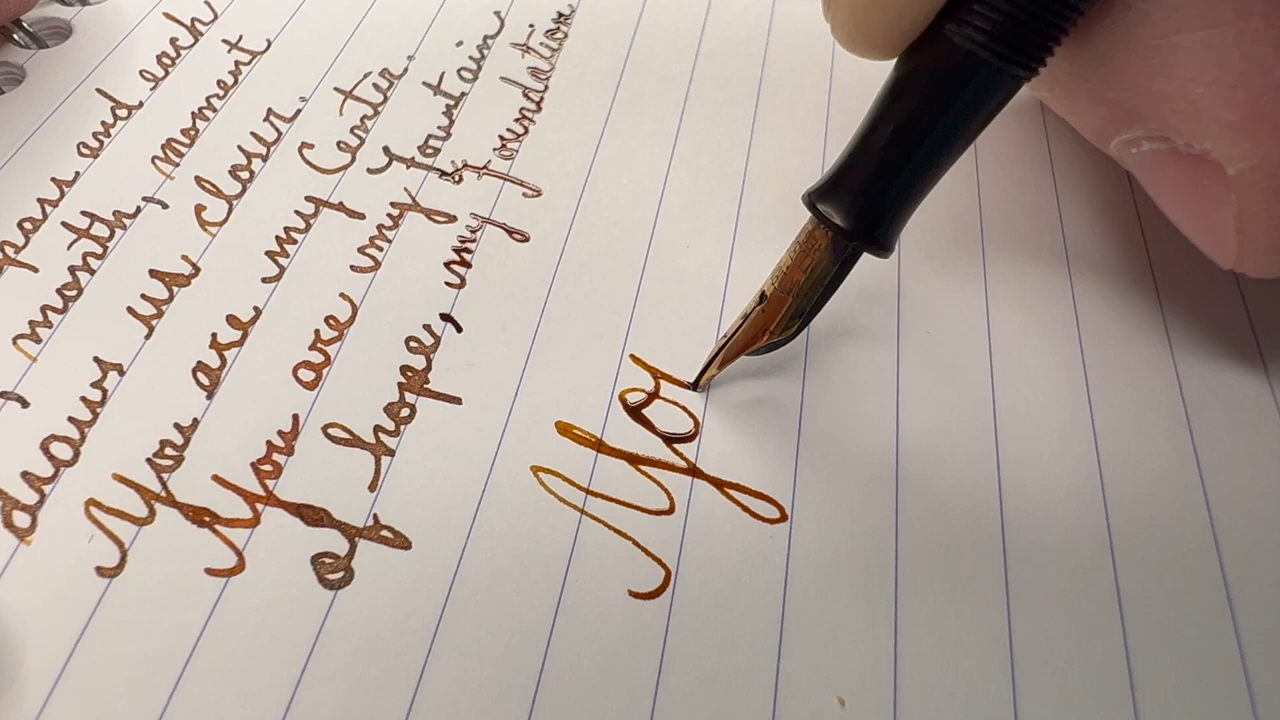 pass and each
, month, moment
draws us closer.
You are my Center.
You are my fountain
of hope, my foundation.
Yo